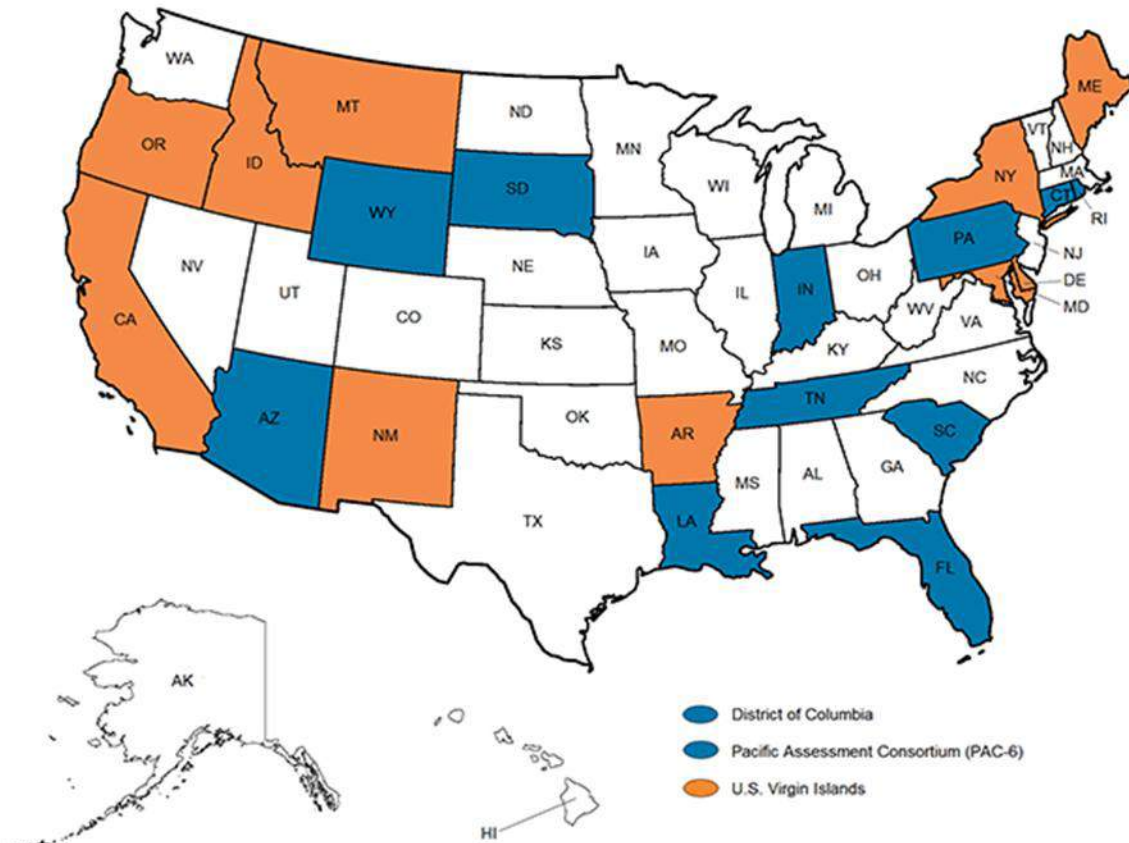 WA
MT
ND
MN
ME
VT
NH
OR
ID
SD
WI
NY
MA
WY
MI
CT
RI
PA
NV
NE
IA
NJ
UT
IL
IN
OH
DE
MD
CO
WV
VA
CA
KS
MO
KY
NC
TN
AZ
NM
OK
AR
SC
MS
AL
GA
TX
LA
FL
AK
District of Columbia
Pacific Assessment Consortium (PAC-6)
U.S. Virgin Islands
HI